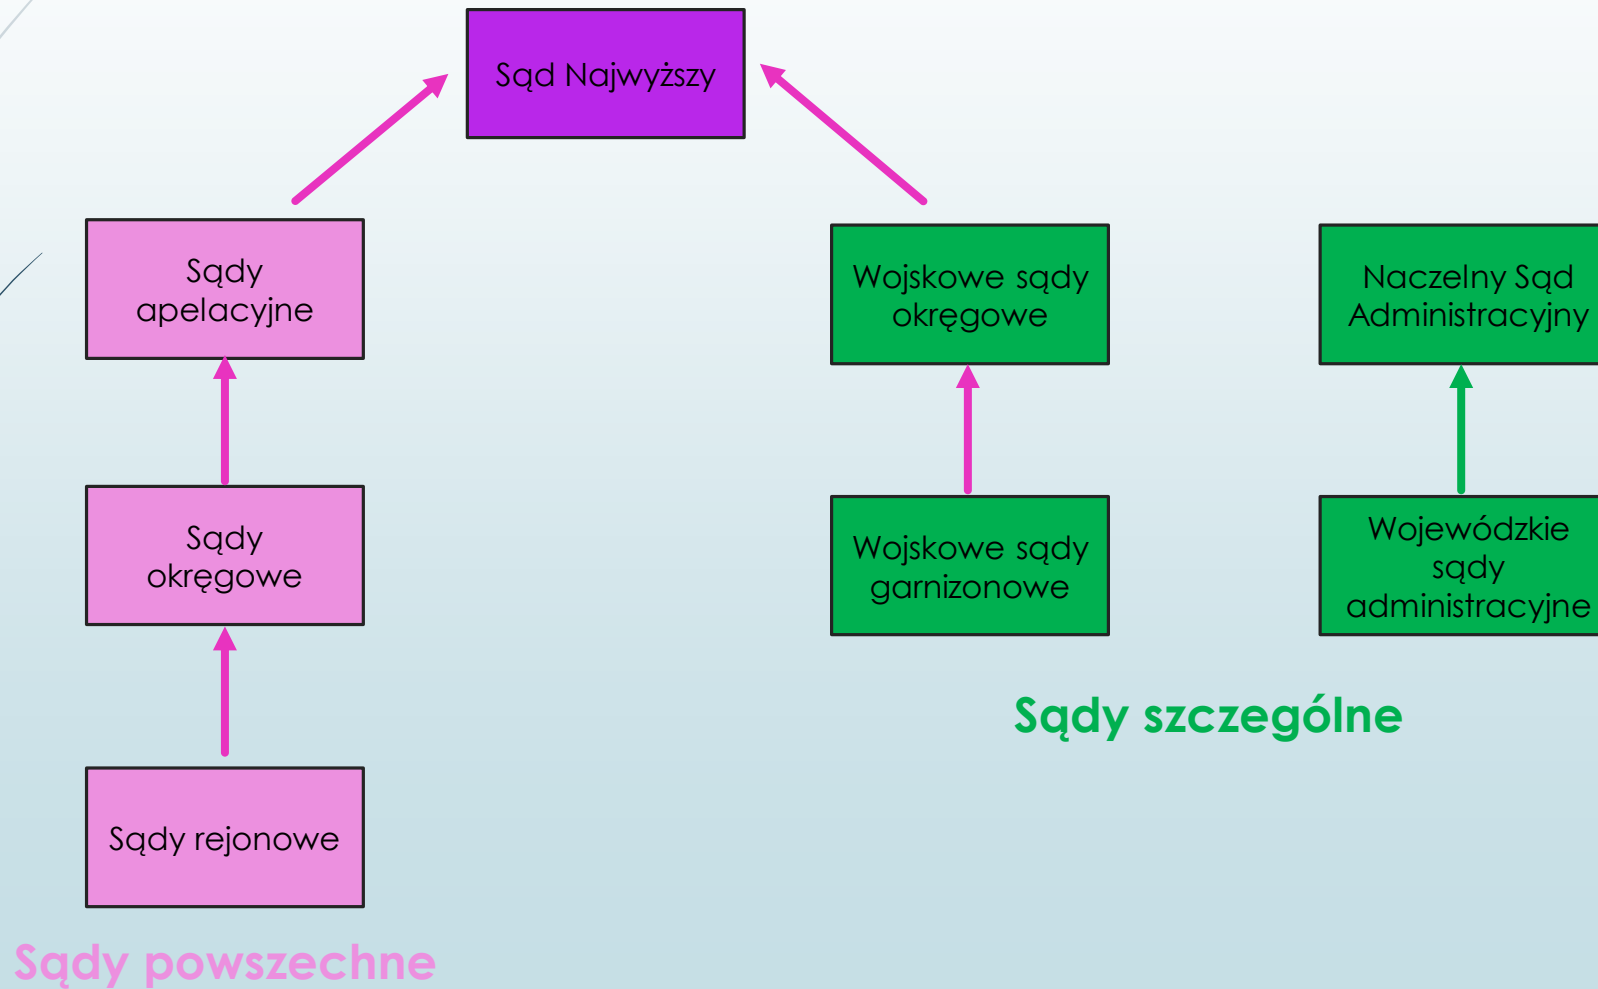 Sąd Najwyższy
Sądy
apelacyjne
Wojskowe sądy
okręgowe
Naczelny Sąd
Administracyjny
Sądy
okręgowe
Wojskowe sądy
garnizonowe
Wojewódzkie
sądy
administracyjne
Sądy szczególne
Sądy rejonowe
Sądy powszechne